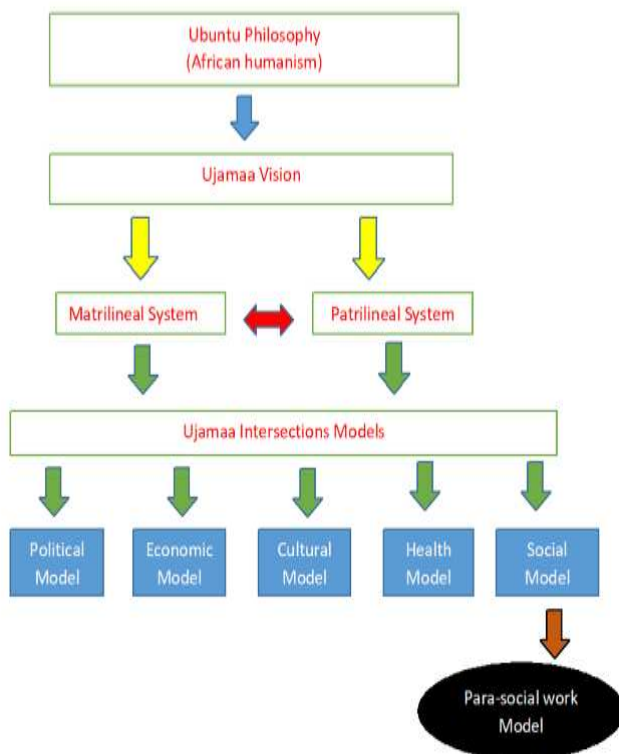 Ubuntu Philosophy
(African humanism)
Ujamaa Vision
Matrilineal System
Patrilineal System
Ujamaa Intersections Models
Political
Model
Economic
Model
Cultural
Model
Health
Model
Social
Model
Para-social work
Model